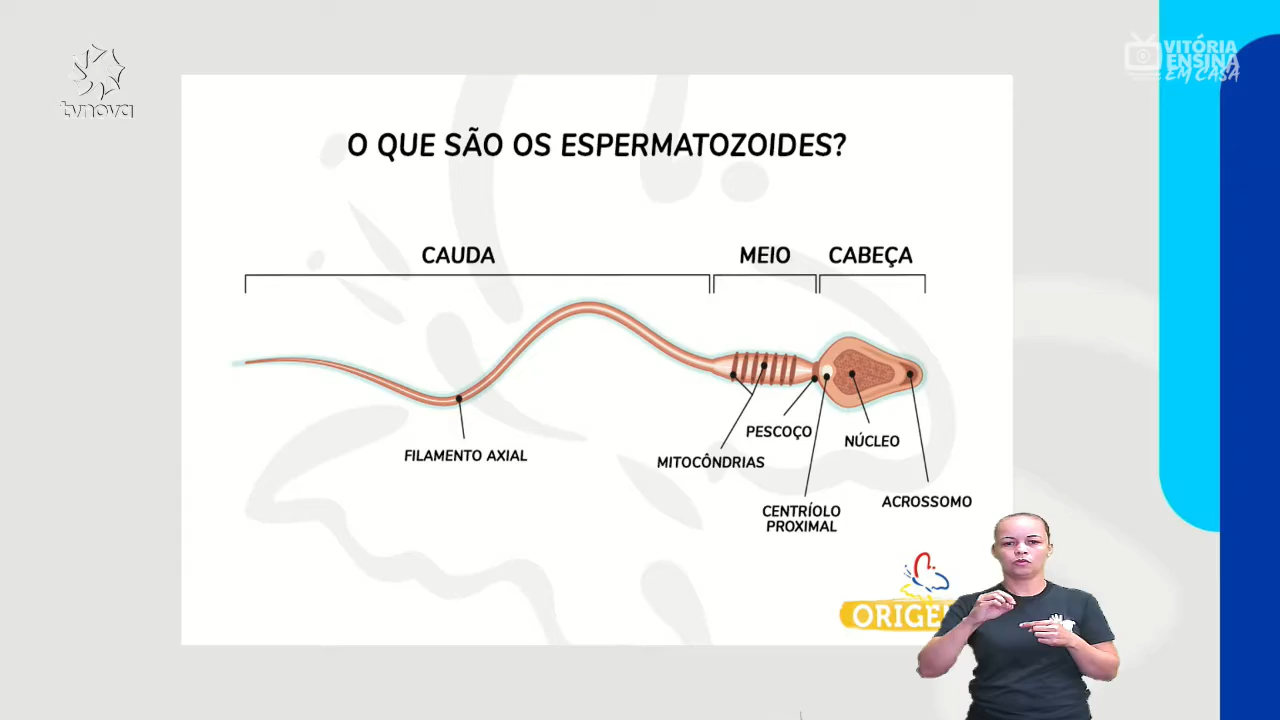 tvnova
VITÓRIA
ENSINA
EM CASA
O QUE SÃO OS ESPERMATOZOIDES?
CAUDA
MEIO
CABEÇA
FILAMENTO AXIAL
MITOCÔNDRIAS
PESCOÇO
NÚCLEO
CENTRÍOLO
PROXIMAL
ACROSSOMO